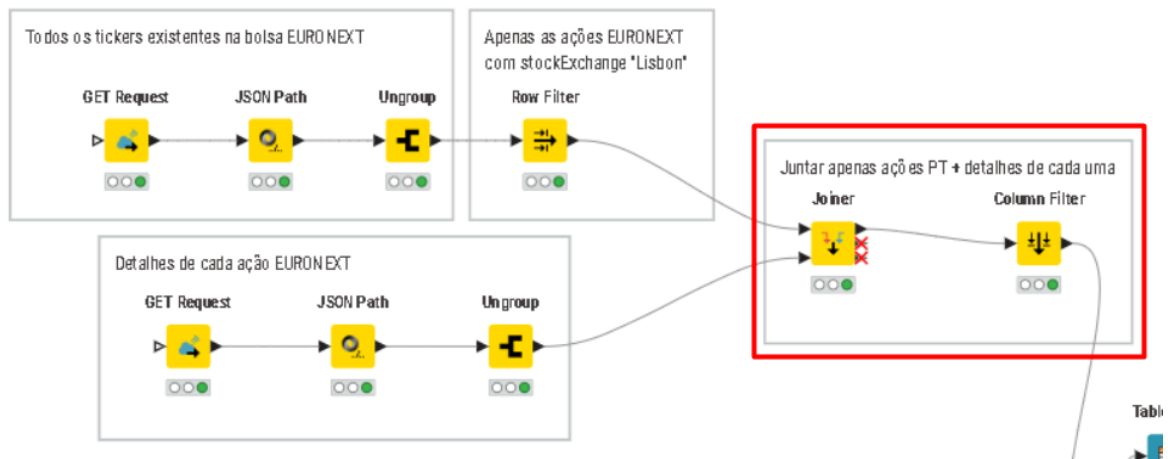 Todos os tickers existentes na bolsa EURONEXT
GET Request
JSON Path
Ungroup
Apenas as ações EURONEXT
com stockExchange "Lisbon"
Row Filter
Juntar apenas ações PT + detalhes de cada uma
Joiner
Column Filter
Detalhes de cada ação EURONEXT
GET Request
JSON Path
Ungroup